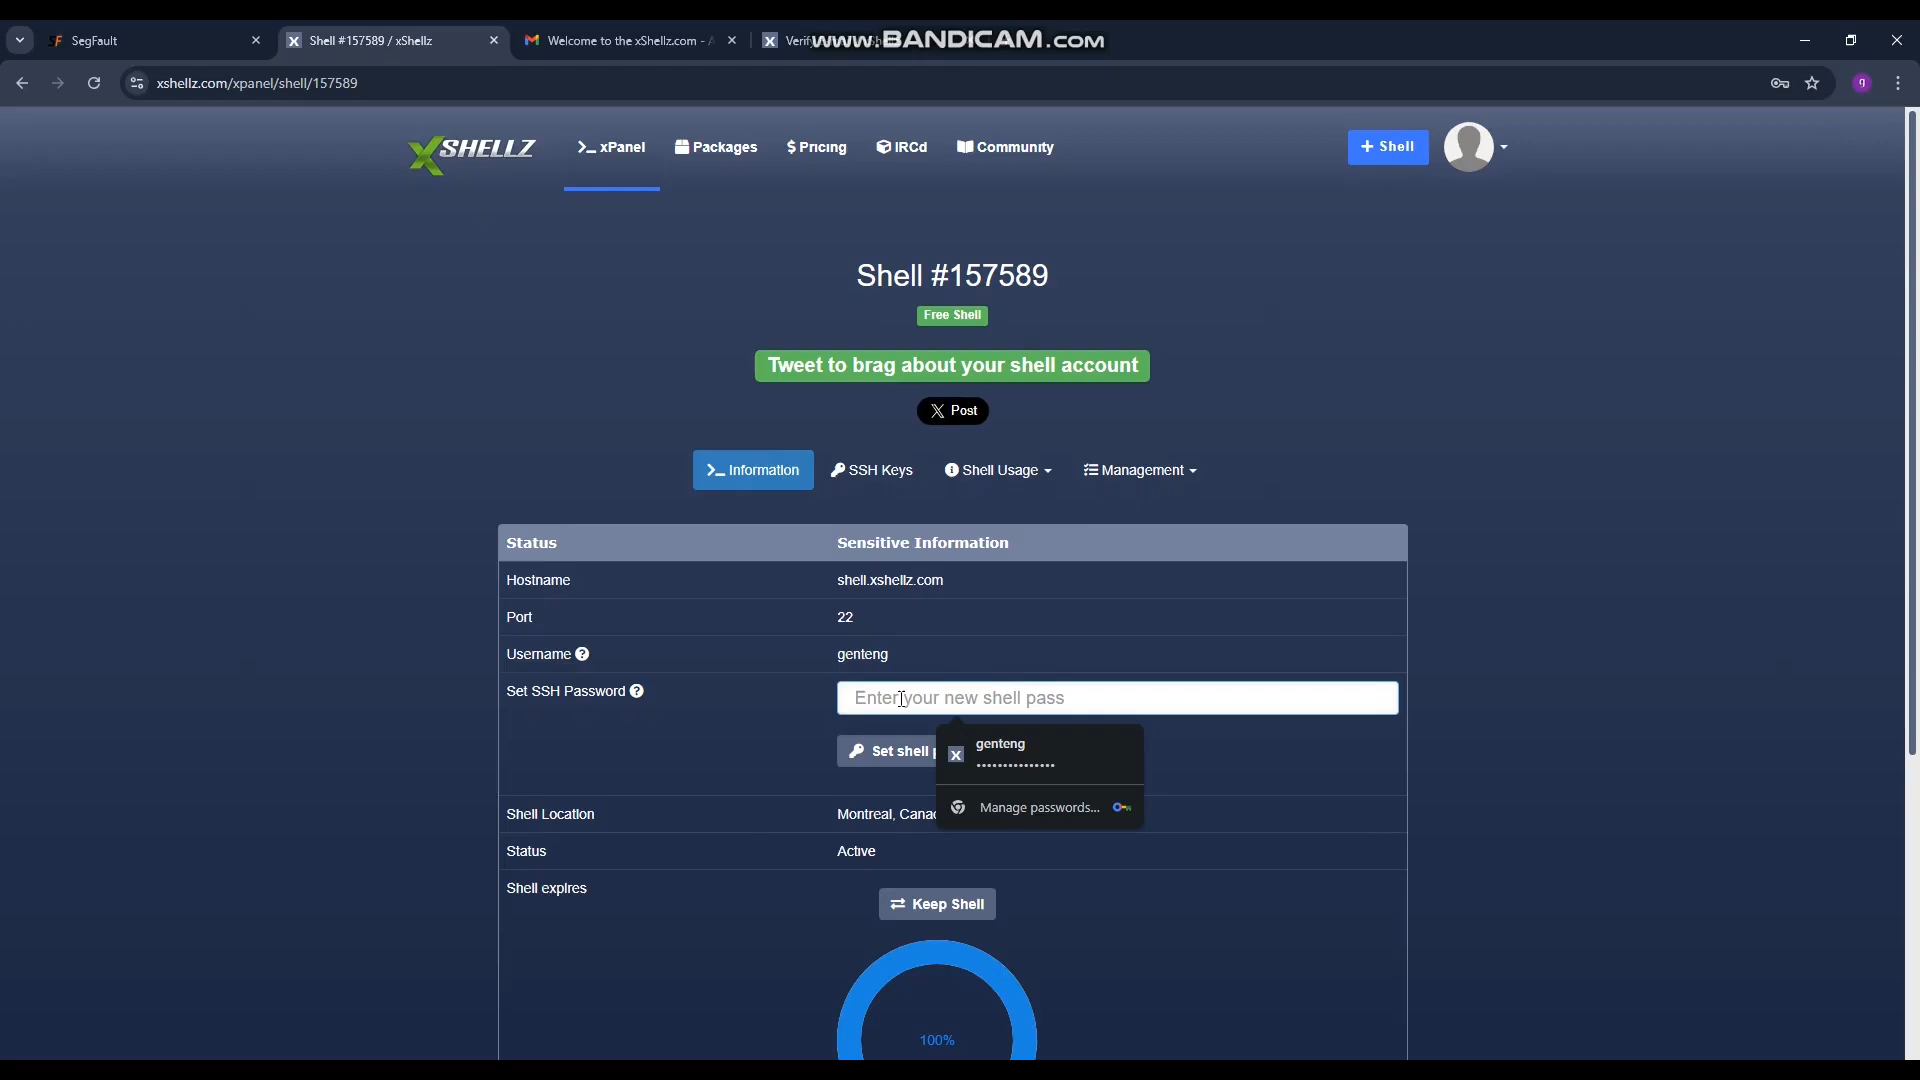 SegFault
Shell #157589 / xShellz
Welcome to the xShellz.com - A
www.BANDICAM.com
xshellz.com/xpanel/shell/157589
g
XSHELLZ
xPanel
Packages
$ Pricing
IRCd
Community
+ Shell
Shell #157589
Free Shell
Tweet to brag about your shell account
X Post
Information
SSH Keys
Shell Usage
Management
Status
Sensitive Information
Hostname
shell.xshellz.com
Port
22
Username
genteng
Set SSH Password
Enter your new shell pass
Set shell p
genteng
•••••••••••••••
Manage passwords...
Shell Location
Montreal, Canad
Status
Active
Shell expires
Keep Shell
100%